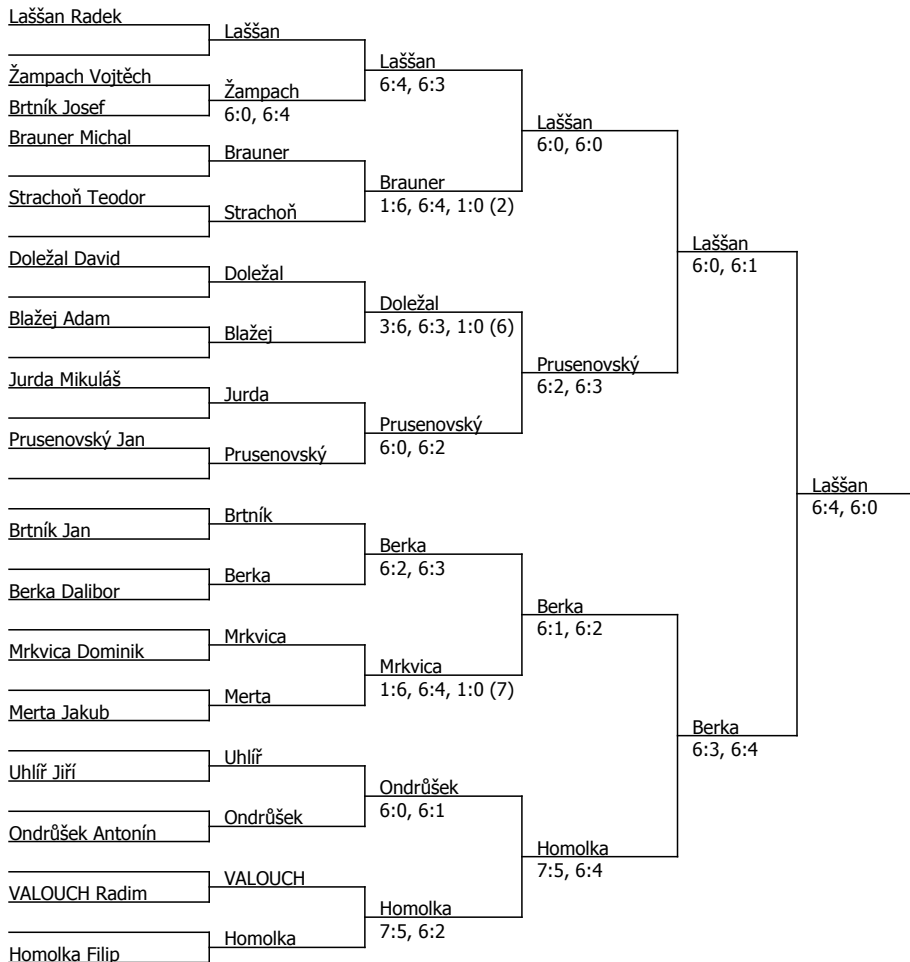 Laššan Radek
Žampach Vojtěch
Brtník Josef
Brauner Michal
Strachoň Teodor
Doležal David
Blažej Adam
Jurda Mikuláš
Prusenovský Jan
Brtník Jan
Berka Dalibor
Mrkvica Dominik
Merta Jakub
Uhlíř Jiří
Ondrůšek Antonín
VALOUCH Radim
Homolka Filip
Laššan
Žampach
6:0, 6:4
Brauner
Strachoň
Doležal
Blažej
Jurda
Prusenovský
Brtník
Berka
Mrkvica
Merta
Uhlíř
Ondrůšek
VALOUCH
Homolka
Laššan
6:4, 6:3
Brauner
1:6, 6:4, 1:0 (2)
Doležal
3:6, 6:3, 1:0 (6)
Prusenovský
6:0, 6:2
Berka
6:2, 6:3
Mrkvica
1:6, 6:4, 1:0 (7)
Ondrůšek
6:0, 6:1
Homolka
7:5, 6:2
Laššan
6:0, 6:0
Prusenovský
6:2, 6:3
Berka
6:1, 6:2
Homolka
7:5, 6:4
Laššan
6:0, 6:1
Berka
6:3, 6:4
Laššan
6:4, 6:0